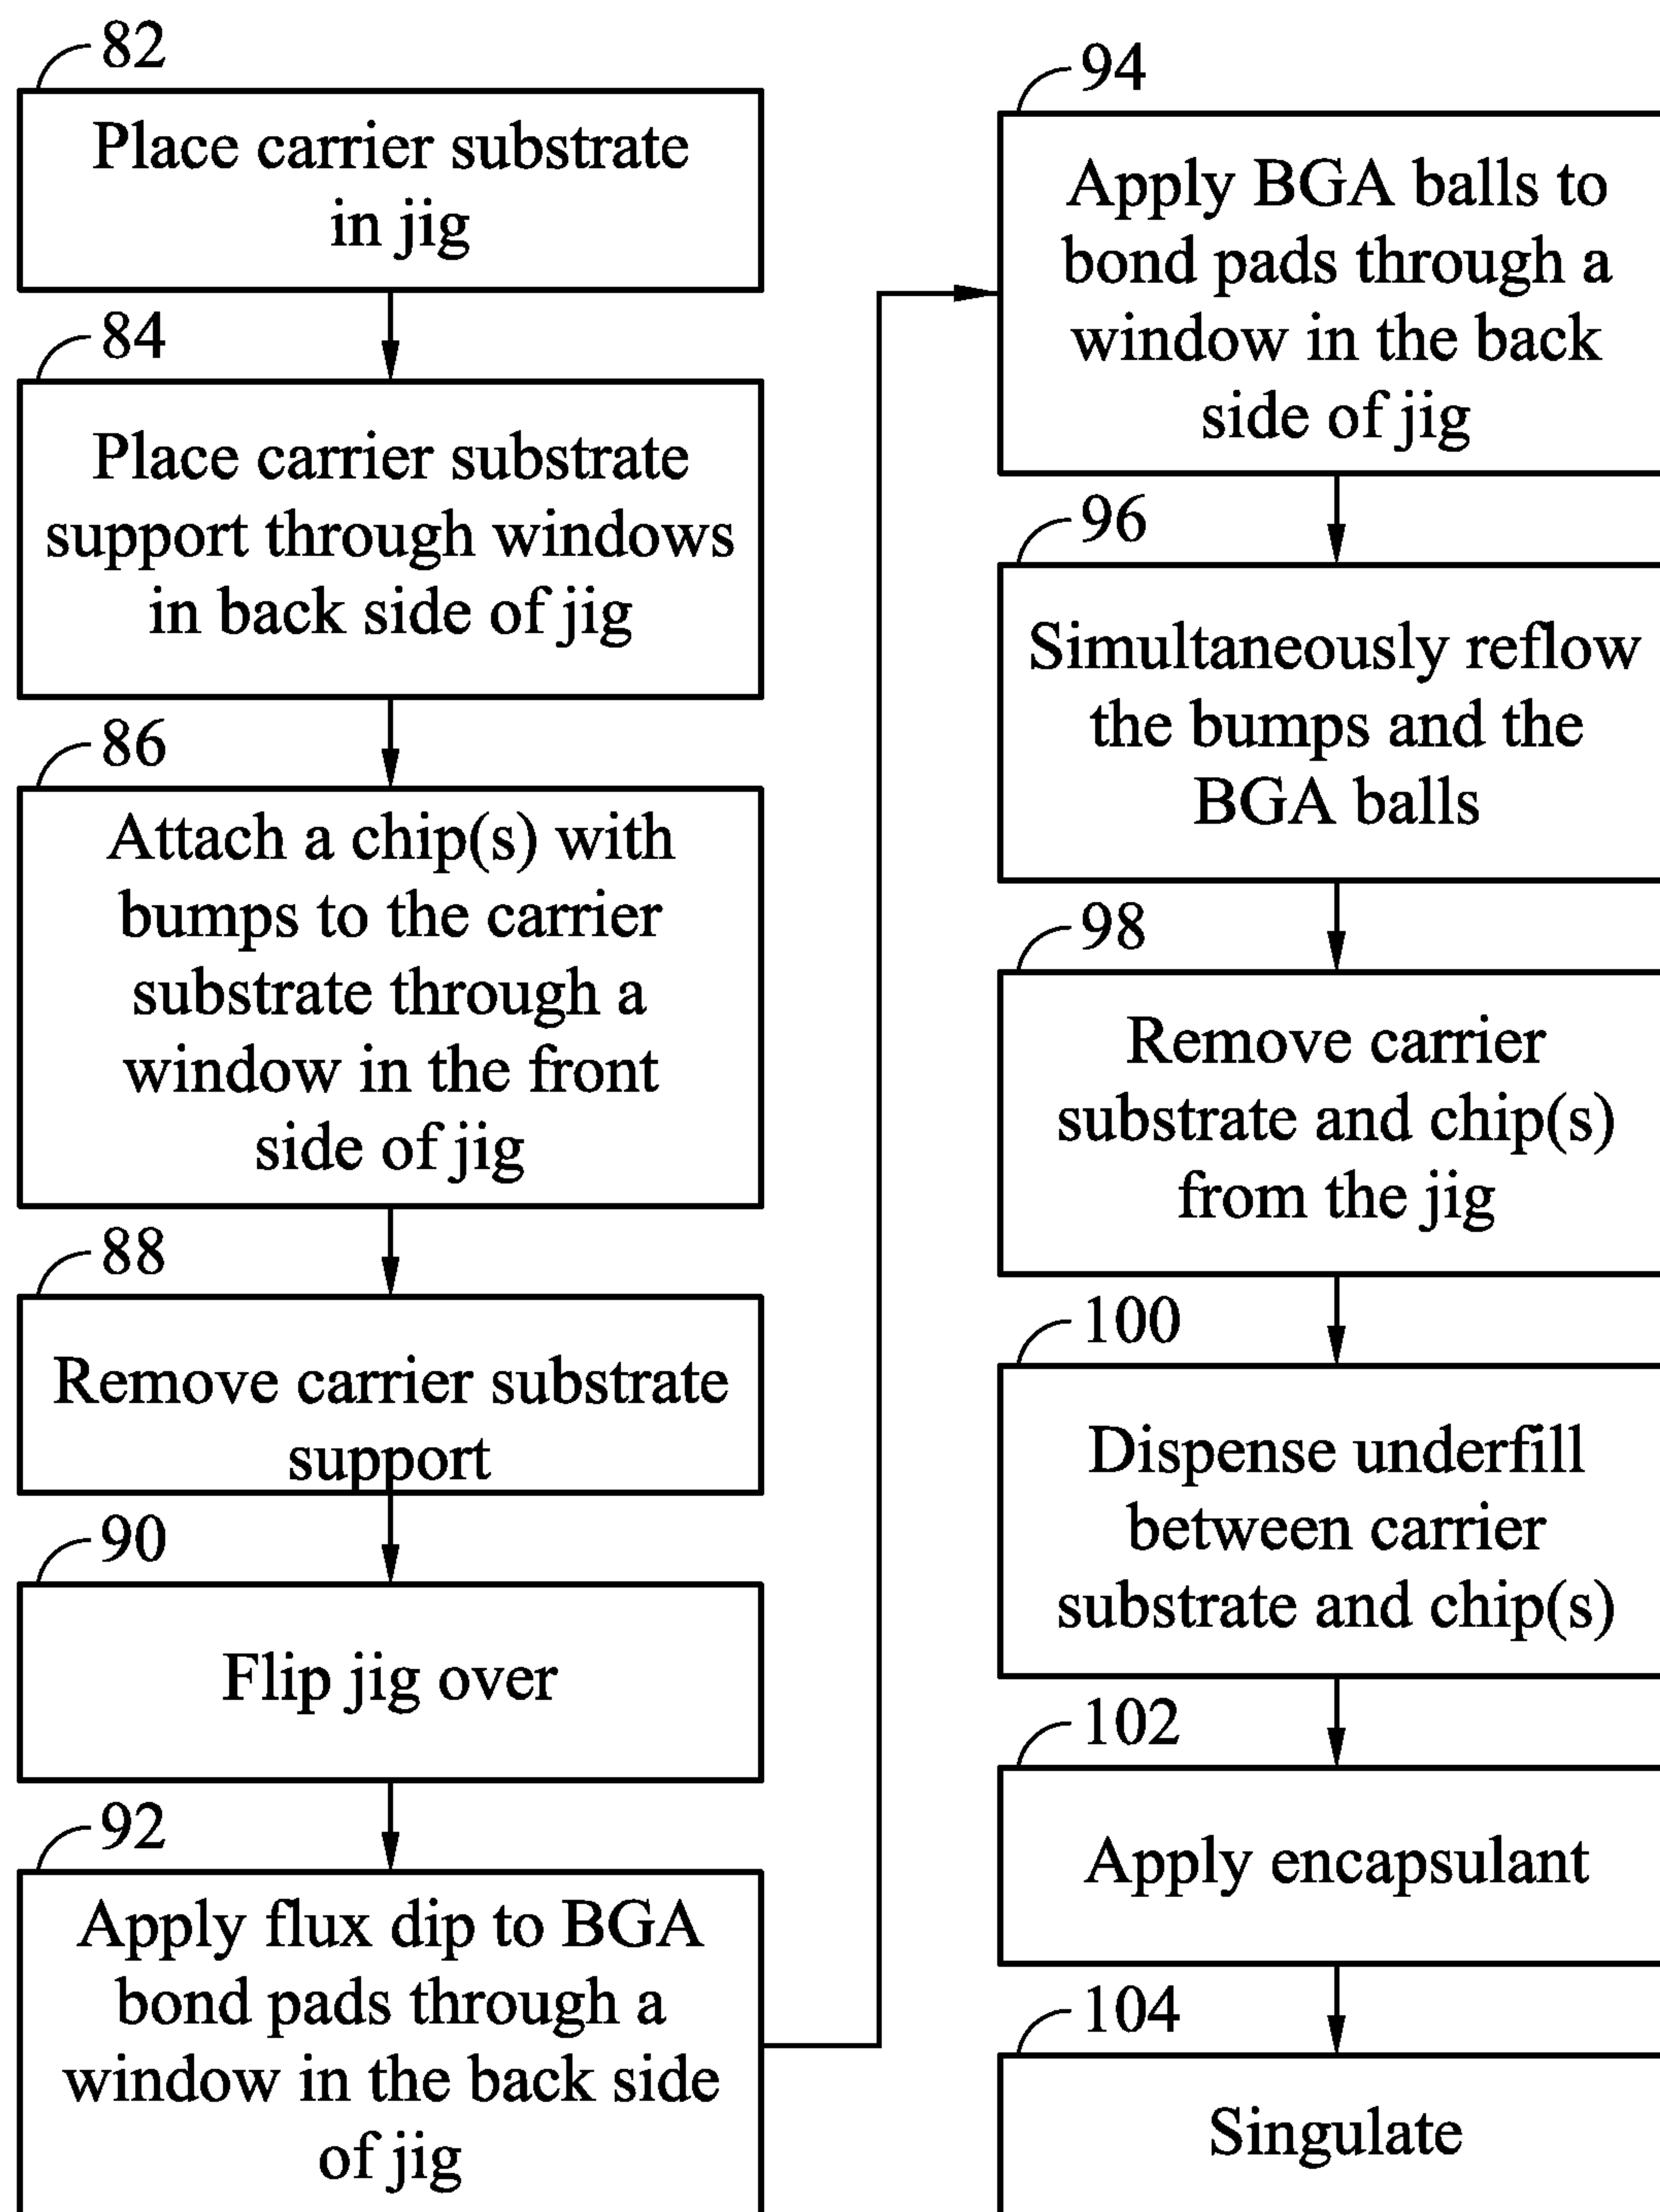 82
Place carrier substrate
in jig
84
Place carrier substrate
support through windows
in back side of jig
86
Attach a chip(s) with
bumps to the carrier
substrate through a
window in the front
side of jig
88
Remove carrier substrate
support
90
Flip jig over
92
Apply flux dip to BGA
bond pads through a
window in the back side
of jig
94
Apply BGA balls to
bond pads through a
window in the back
side of jig
96
Simultaneously reflow
the bumps and the
BGA balls
98
Remove carrier
substrate and chip(s)
from the jig
100
Dispense underfill
between carrier
substrate and chip(s)
102
Apply encapsulant
104
Singulate